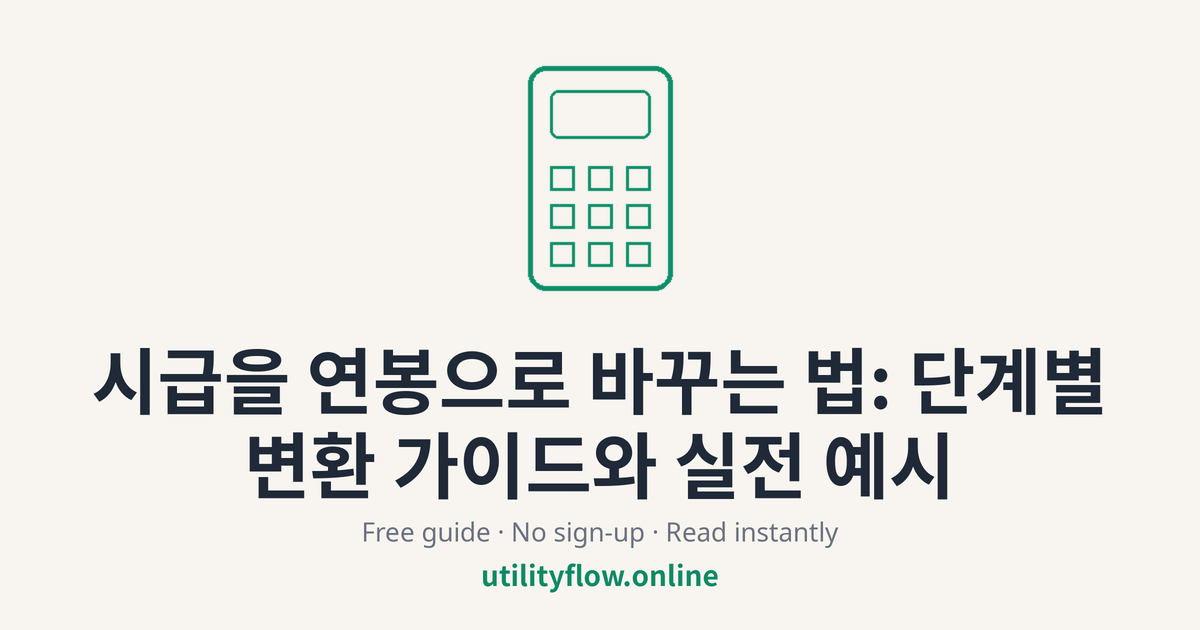 시급을 연봉으로 바꾸는 법: 단계별
변환 가이드와 실전 예시
Free guide · No sign-up · Read instantly
utilityflow.online